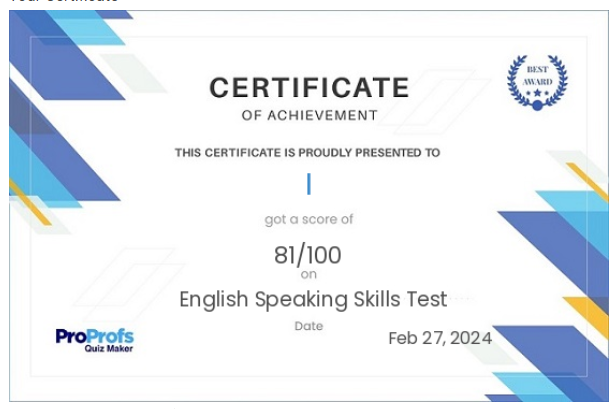 Your Certificate
BEST
AWARD
CERTIFICATE
OF ACHIEVEMENT
THIS CERTIFICATE IS PROUDLY PRESENTED TO
got a score of
81/100
on
English Speaking Skills Test
Date
Feb 27, 2024
ProProfs
Quiz Maker